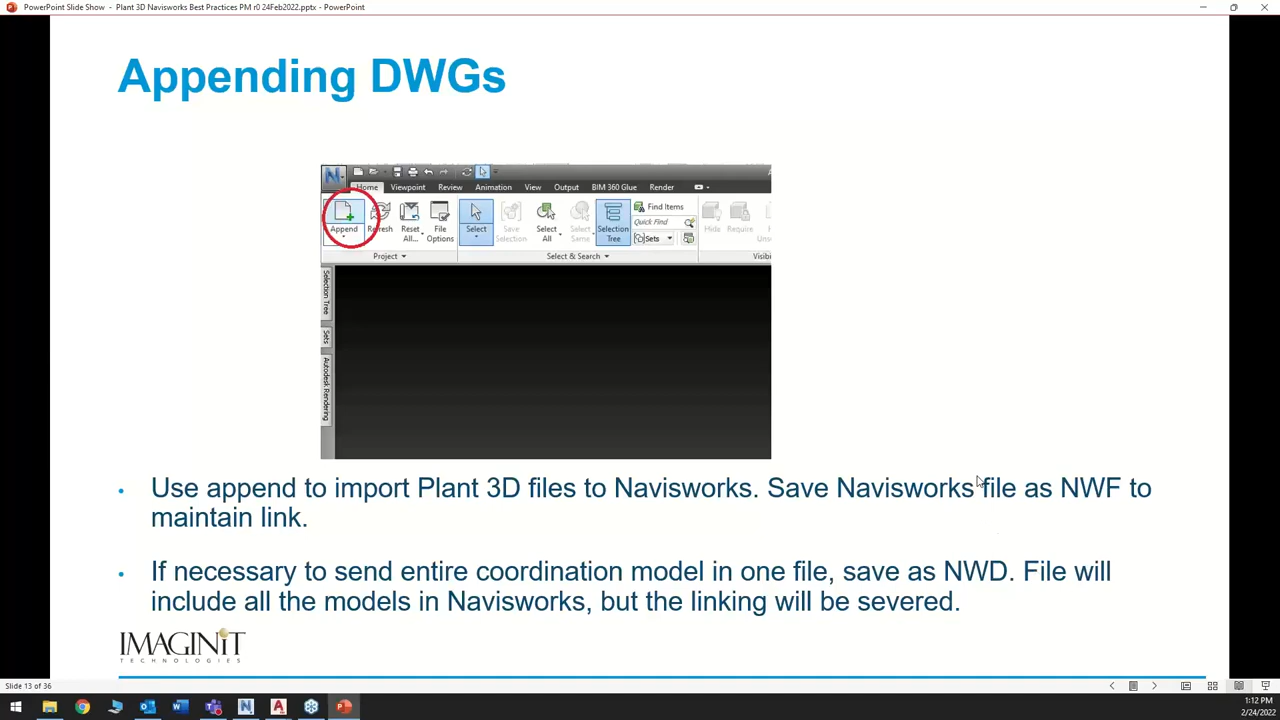 PowerPoint Slide Show - Plant 3D Navisworks Best Practices PM r0 24Feb2022.pptx - PowerPoint
Appending DWGs
Home Viewpoint Review Animation View Output BIM 360 Glue Render
Append Refresh Reset All... File Options Select Save Selection Select All Select Same Selection Tree Find Items Quick Find Sets Hide Require
Project Select & Search
Selection Tree
Sets
Autodesk Rendering
• Use append to import Plant 3D files to Navisworks. Save Navisworks file as NWF to
maintain link.
• If necessary to send entire coordination model in one file, save as NWD. File will
include all the models in Navisworks, but the linking will be severed.
IMAGINiT
TECHNOLOGIES
Slide 13 of 36
1:12 PM
2/24/2022